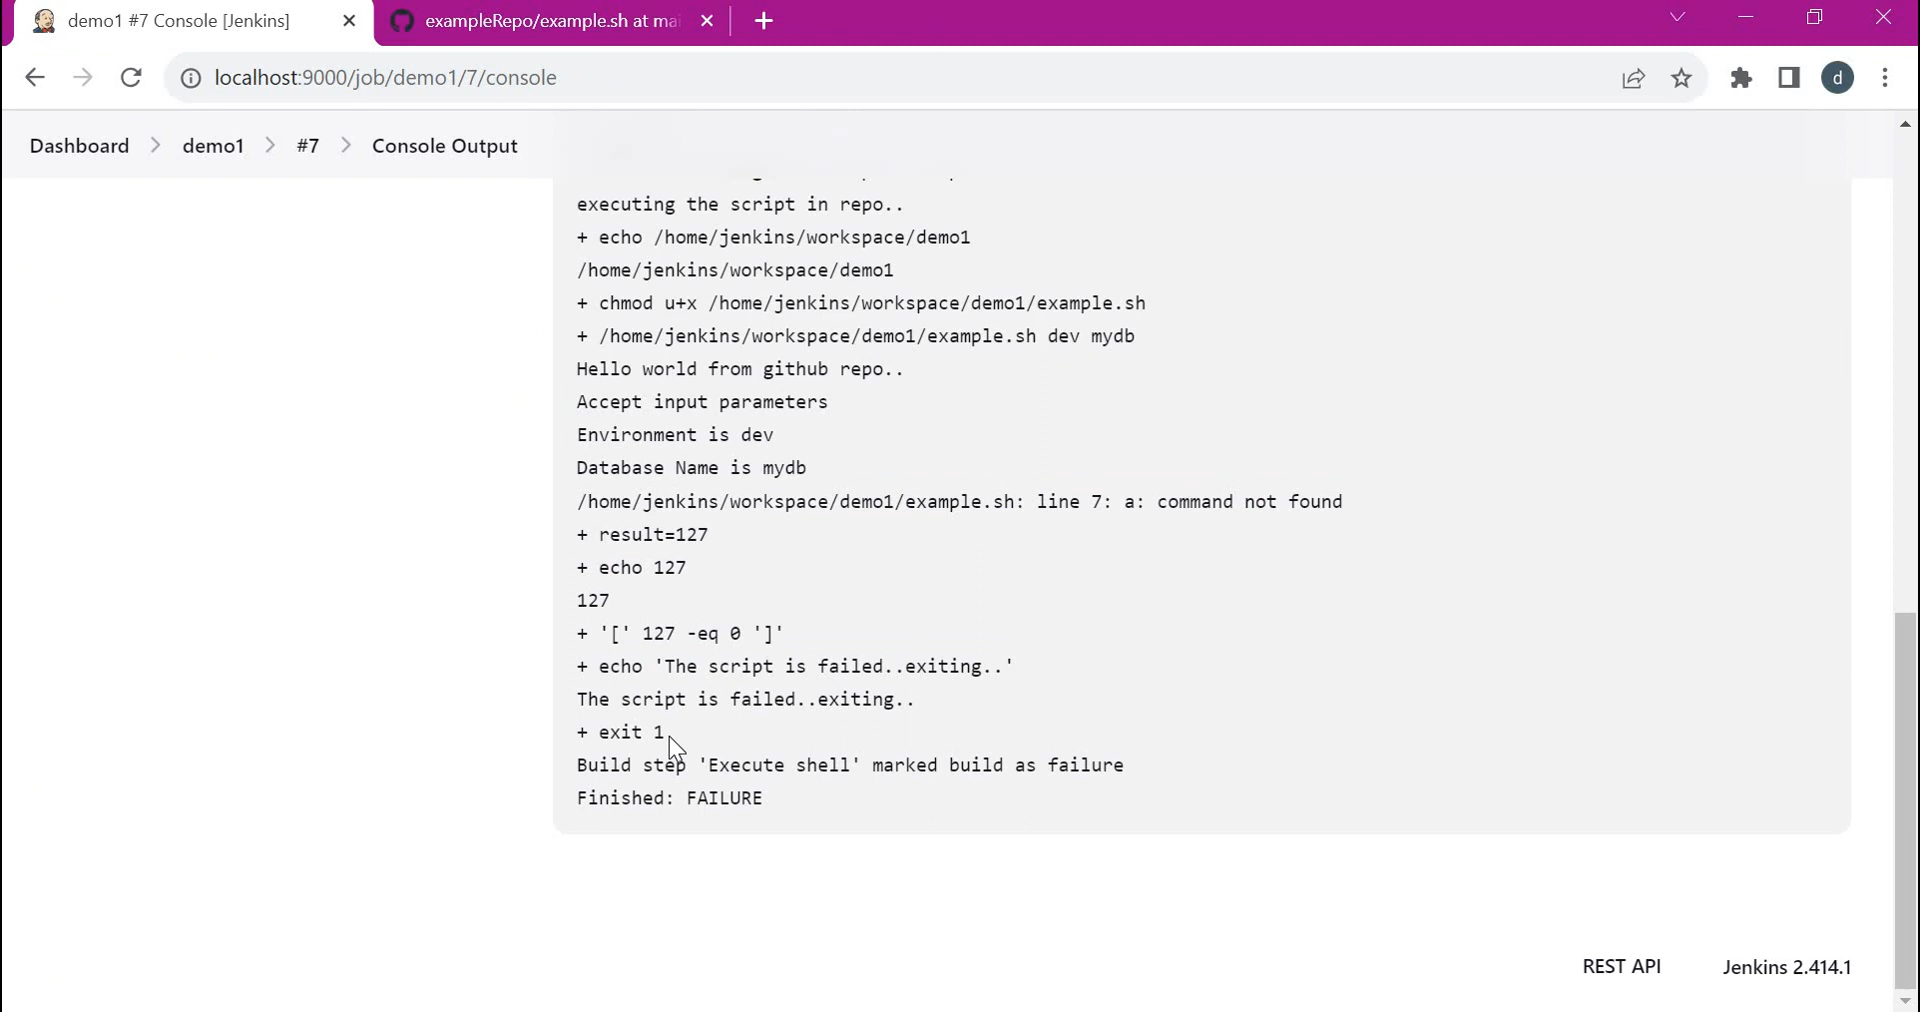 demo1 #7 Console [Jenkins]
exampleRepo/example.sh at mai
localhost:9000/job/demo1/7/console
d
Dashboard
demo1
#7
Console Output
executing the script in repo..
+ echo /home/jenkins/workspace/demo1
/home/jenkins/workspace/demo1
+ chmod u+x /home/jenkins/workspace/demo1/example.sh
+ /home/jenkins/workspace/demo1/example.sh dev mydb
Hello world from github repo..
Accept input parameters
Environment is dev
Database Name is mydb
/home/jenkins/workspace/demo1/example.sh: line 7: a: command not found
+ result=127
+ echo 127
127
+ '[' 127 -eq 0 ']'
+ echo 'The script is failed..exiting..'
The script is failed..exiting..
+ exit 1
Build step 'Execute shell' marked build as failure
Finished: FAILURE
REST API
Jenkins 2.414.1